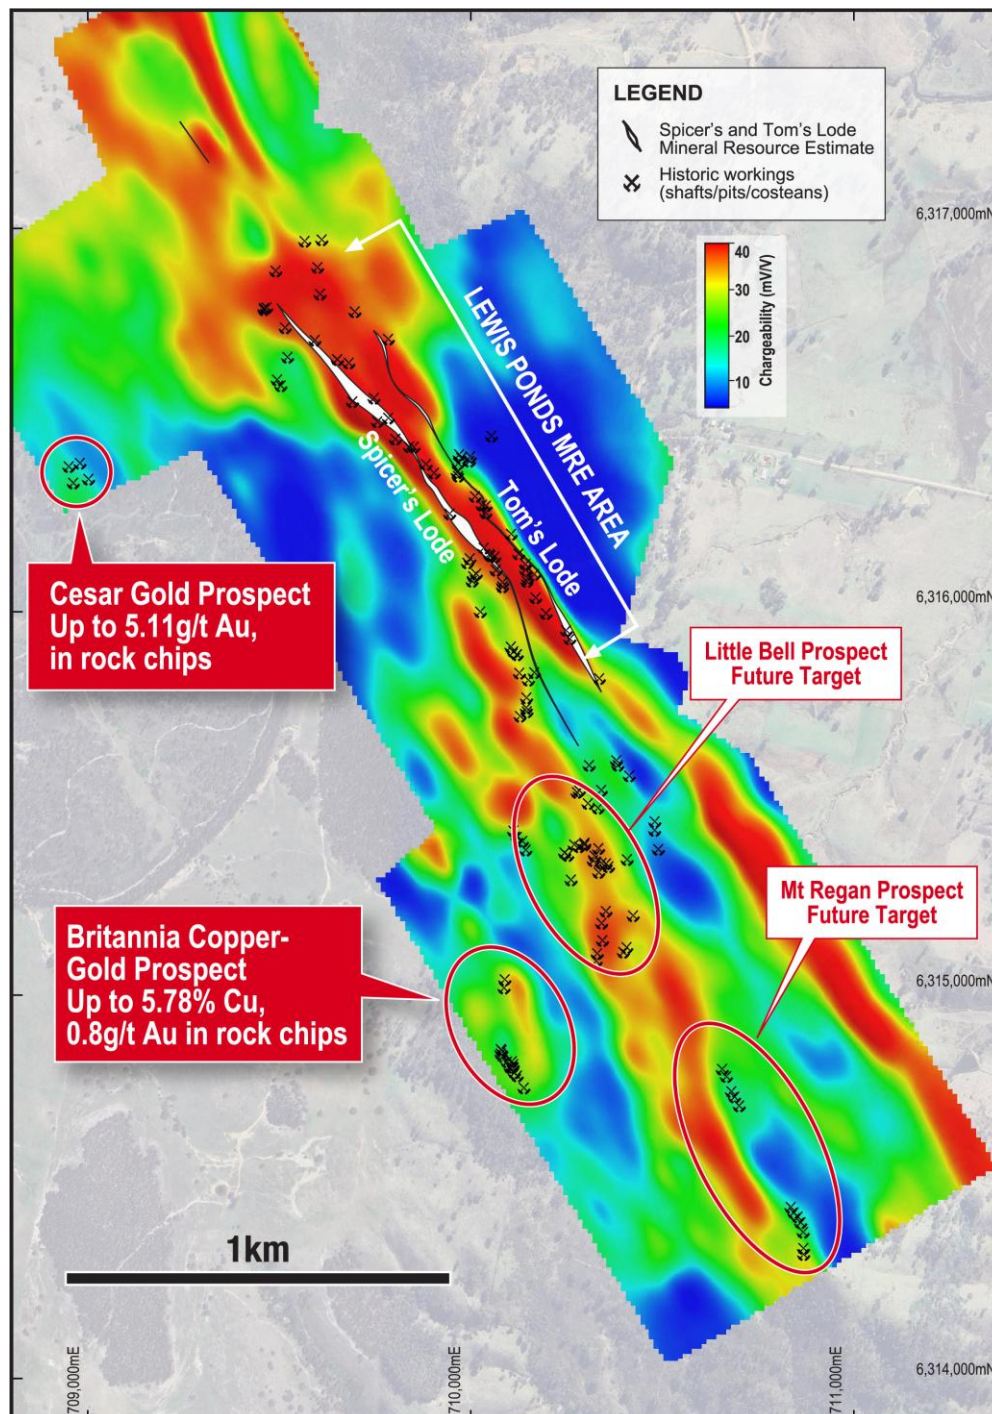 LEGEND
Spicer's and Tom's Lode
Mineral Resource Estimate
Historic workings
(shafts/pits/costeans)
6,317,000mN
40
30
20
10
Chargeability (mV/V)
LEWIS PONDS MRE AREA
Spicer's Lode
Tom's Lode
Cesar Gold Prospect
Up to 5.11g/t Au,
in rock chips
6,316,000mN
Little Bell Prospect
Future Target
Mt Regan Prospect
Future Target
Britannia Copper-
Gold Prospect
Up to 5.78% Cu,
0.8g/t Au in rock chips
6,315,000mN
1km
709,000mE
710,000mE
711,000mE
6,314,000mN